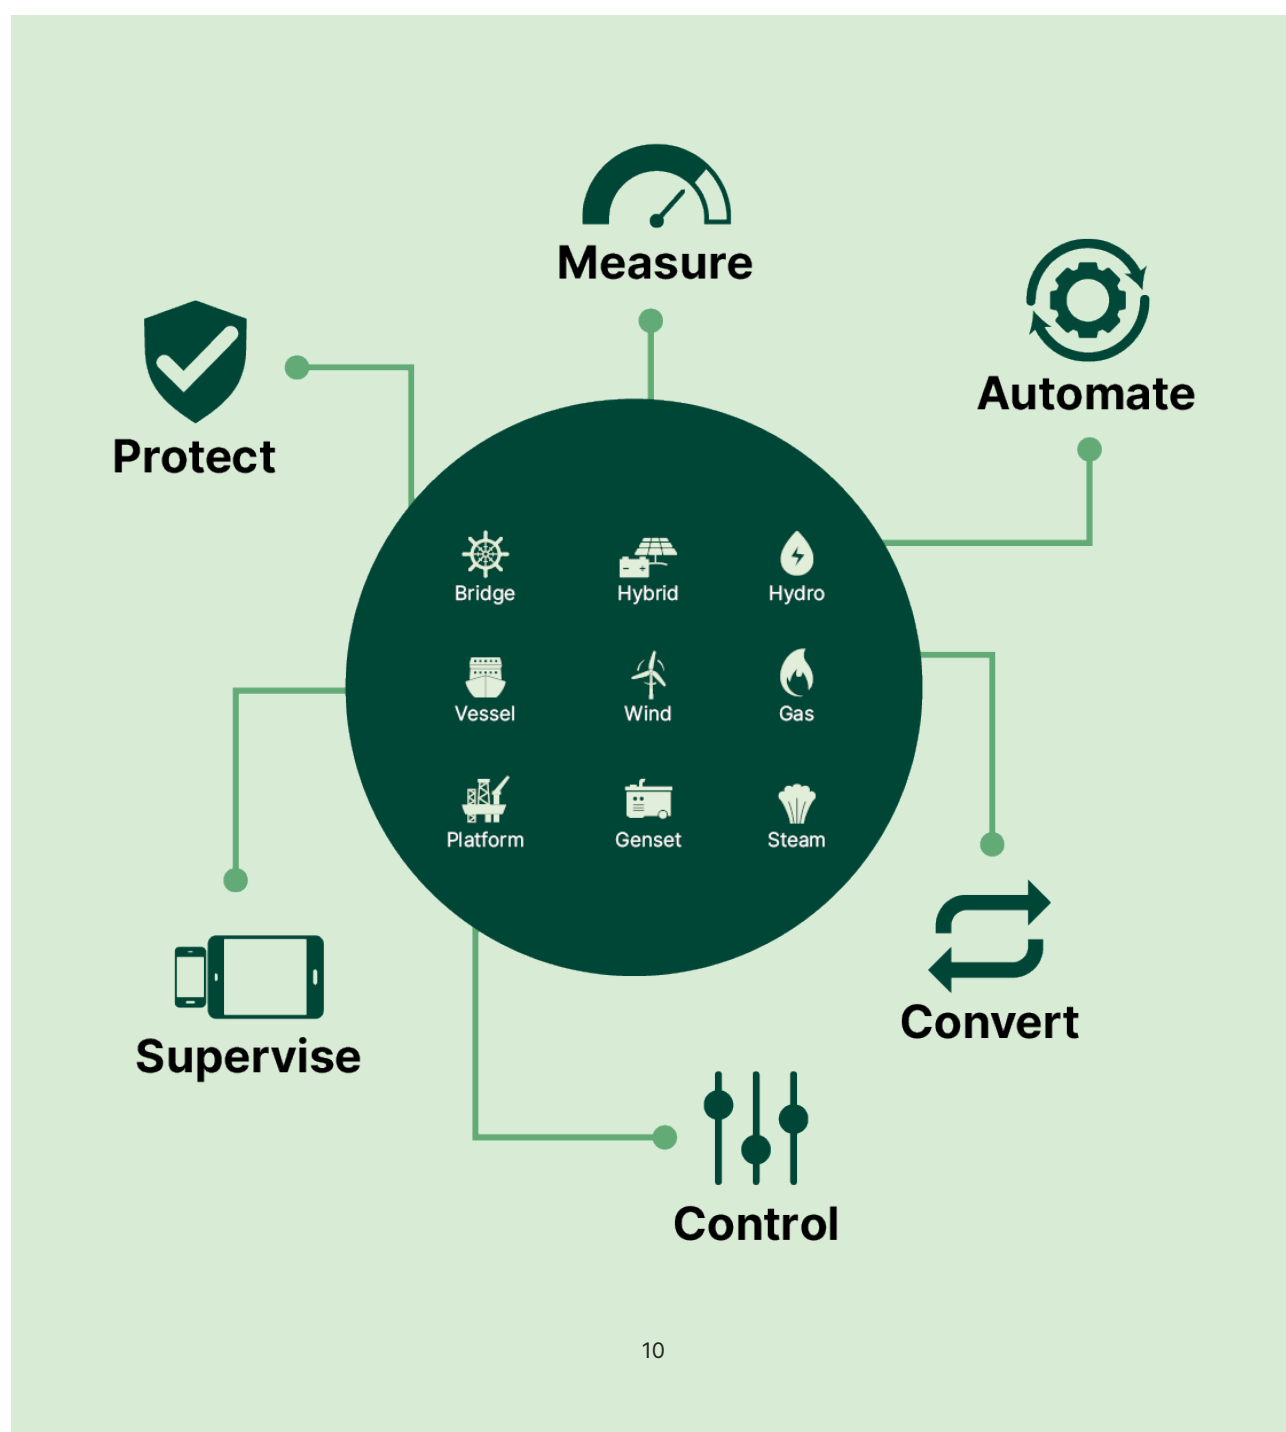 Measure
Automate
Protect
Bridge
Hybrid
Hydro
Vessel
Wind
Gas
Platform
Genset
Steam
Convert
Supervise
Control
10